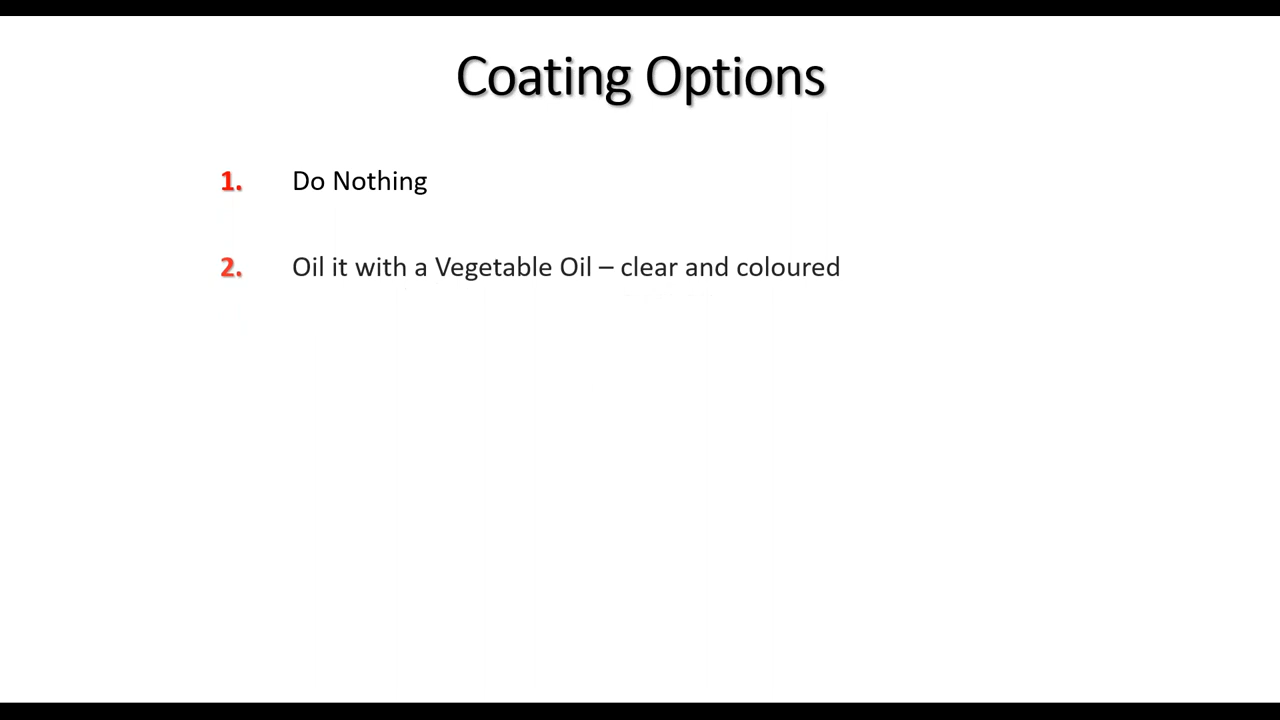 Coating Options
1. Do Nothing
2. Oil it with a Vegetable Oil – clear and coloured